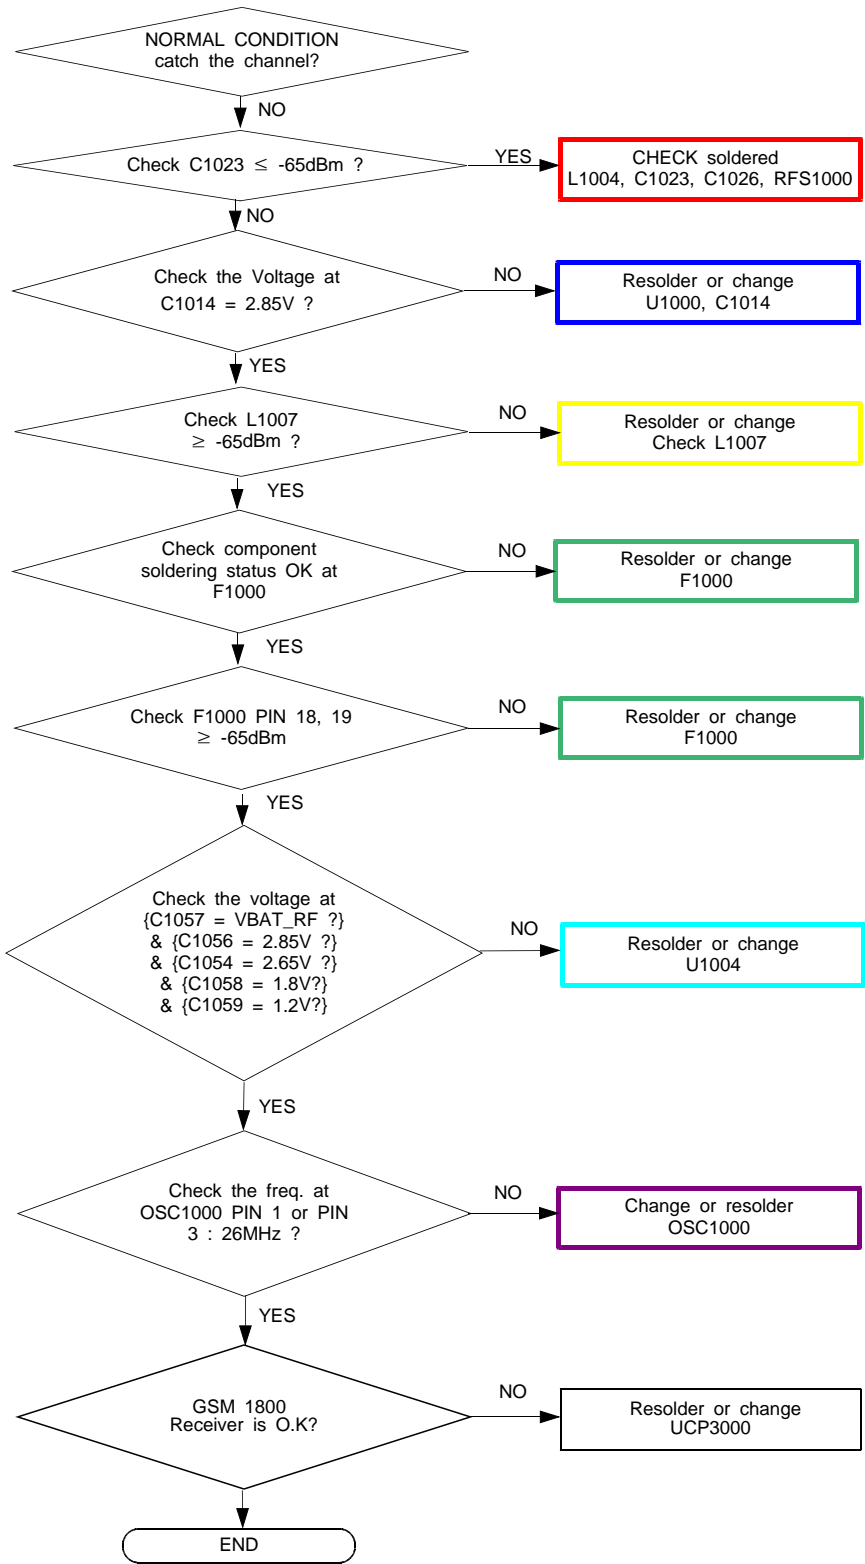 NORMAL CONDITION
catch the channel?
NO
Check C1023 ≤ -65dBm ?
YES
CHECK soldered
L1004, C1023, C1026, RFS1000
NO
Check the Voltage at
C1014 = 2.85V ?
NO
Resolder or change
U1000, C1014
YES
Check L1007
≥ -65dBm ?
NO
Resolder or change
Check L1007
YES
Check component
soldering status OK at
F1000
NO
Resolder or change
F1000
YES
Check F1000 PIN 18, 19
≥ -65dBm
NO
Resolder or change
F1000
YES
Check the voltage at
{C1057 = VBAT_RF ?}
& {C1056 = 2.85V ?}
& {C1054 = 2.65V ?}
& {C1058 = 1.8V?}
& {C1059 = 1.2V?}
NO
Resolder or change
U1004
YES
Check the freq. at
OSC1000 PIN 1 or PIN
3 : 26MHz ?
NO
Change or resolder
OSC1000
YES
GSM 1800
Receiver is O.K?
NO
Resolder or change
UCP3000
END